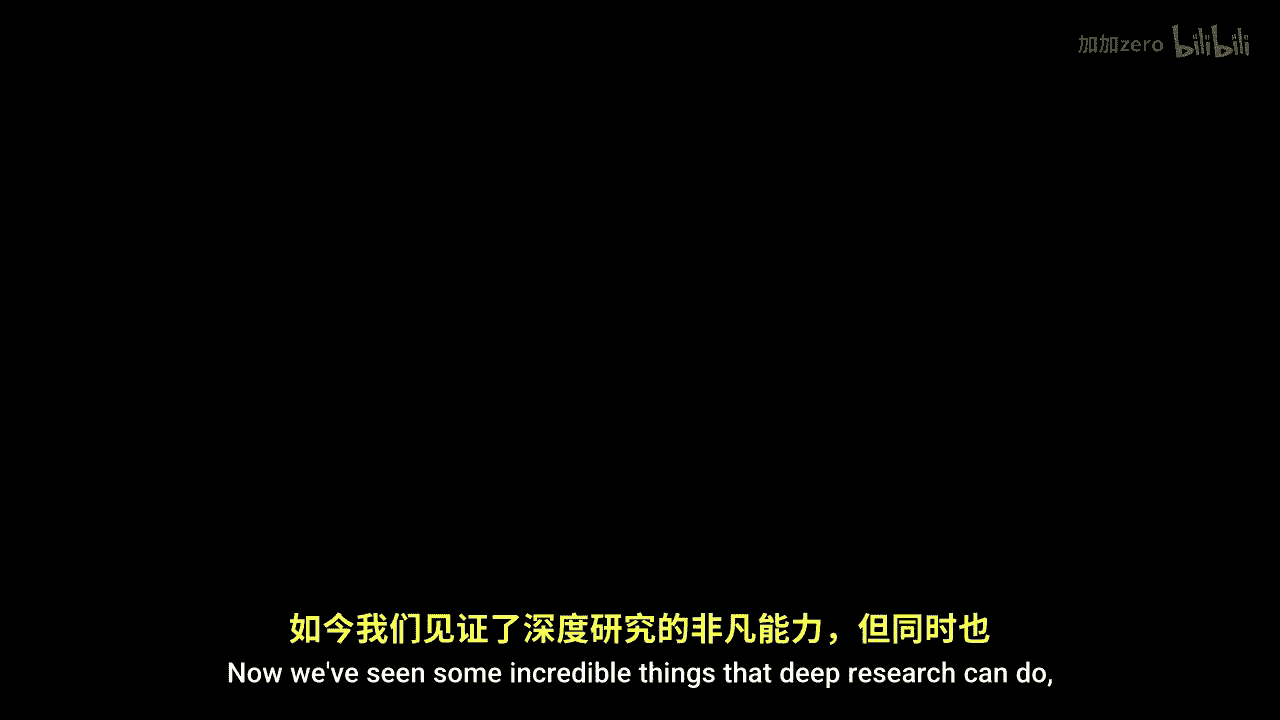 加加zero bilibili
如今我们见证了深度研究的非凡能力，但同时也
Now we've seen some incredible things that deep research can do,